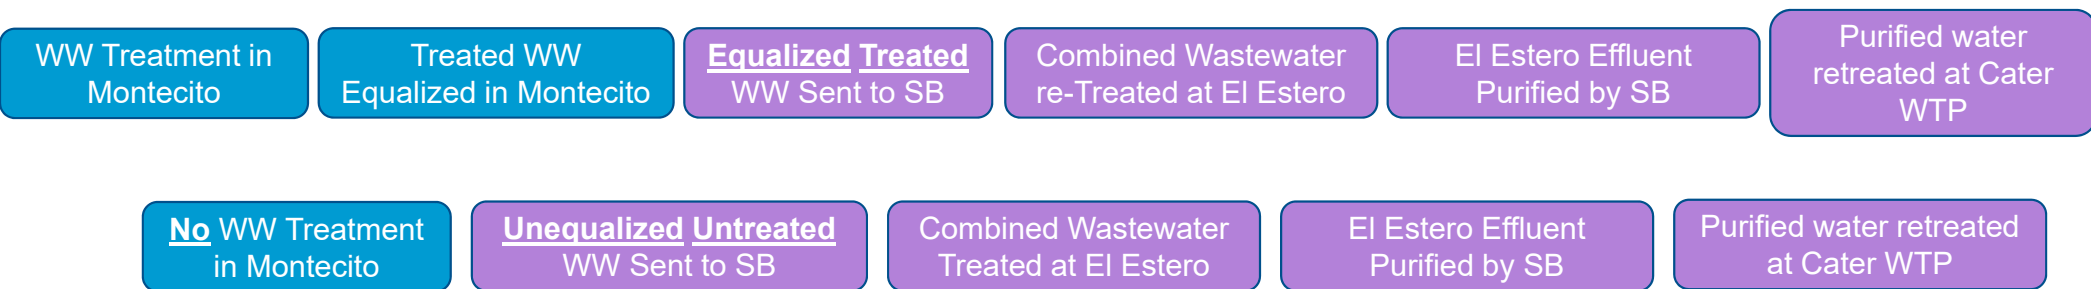 WW Treatment in
Montecito
Treated WW
Equalized in Montecito
Equalized Treated
WW Sent to SB
Combined Wastewater
re-Treated at El Estero
El Estero Effluent
Purified by SB
Purified water
retreated at Cater
WTP
No WW Treatment
in Montecito
Unequalized Untreated
WW Sent to SB
Combined Wastewater
Treated at El Estero
El Estero Effluent
Purified by SB
Purified water retreated
at Cater WTP